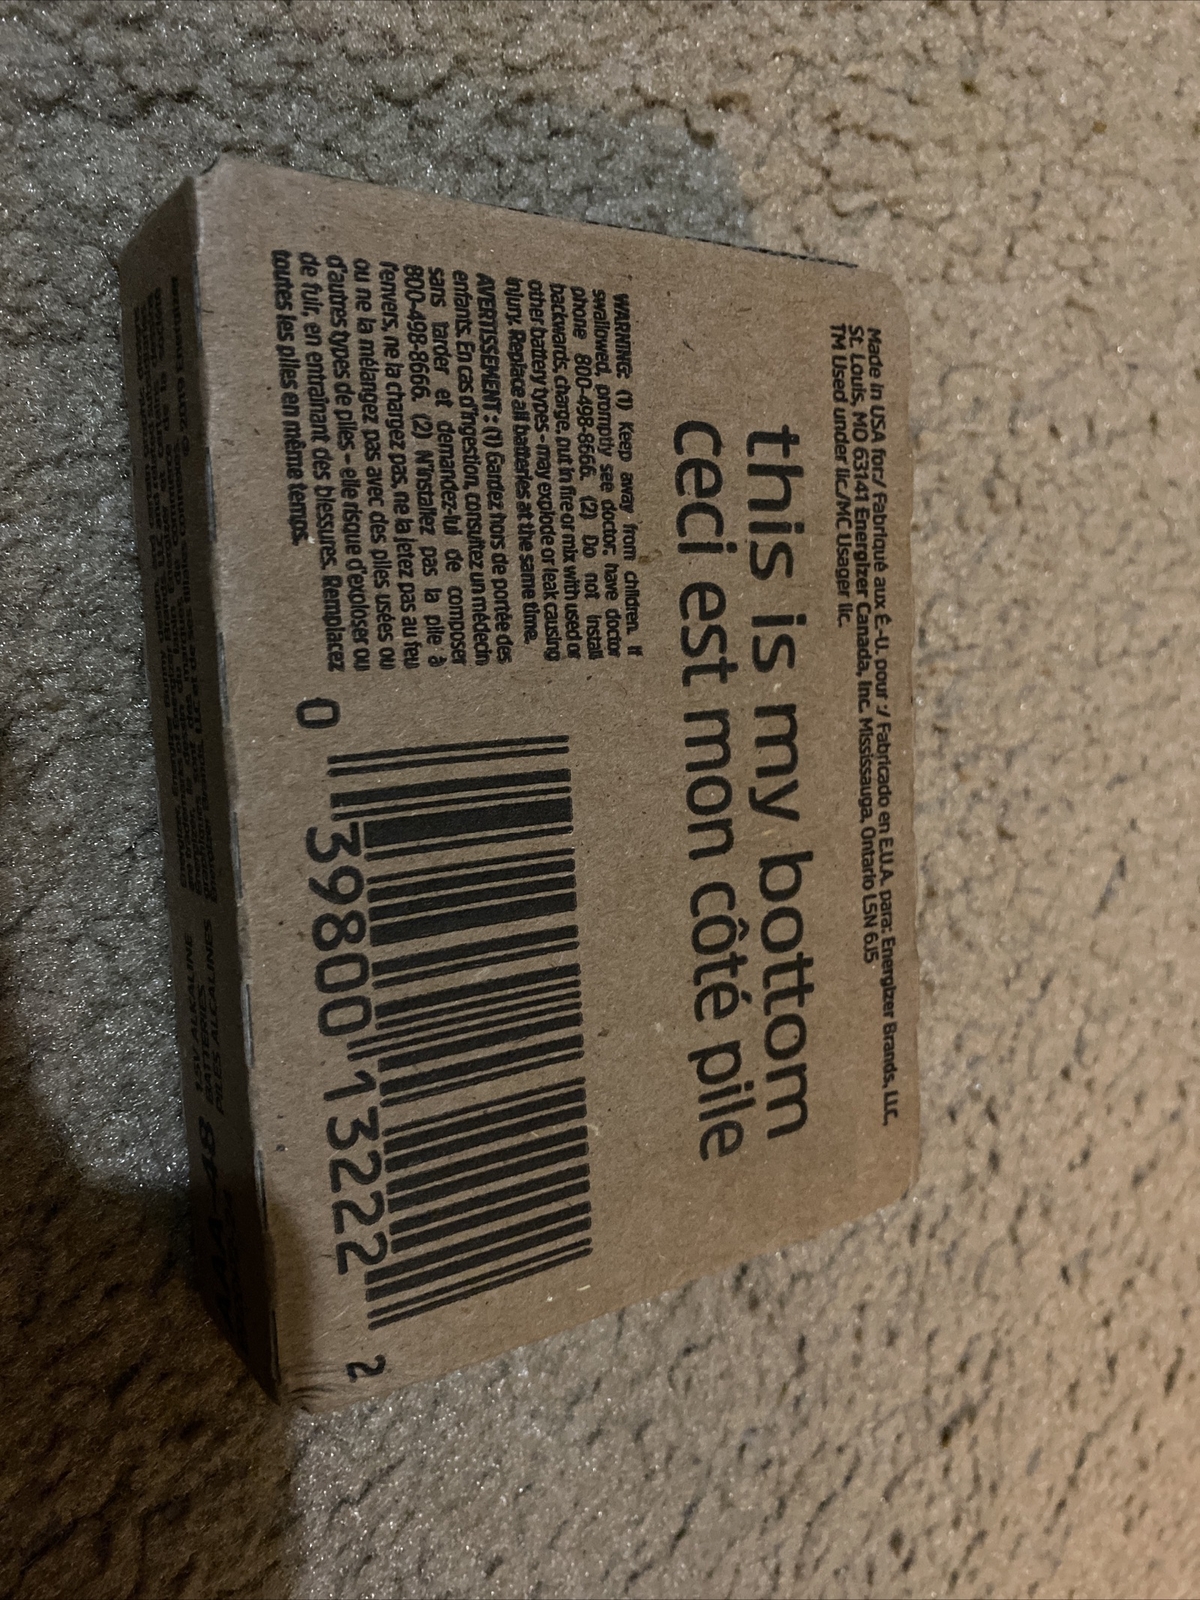 Made in USA for:/ Fabriqué aux É.-U. pour :/ Fabricado en E.U.A. para: Energizer Brands, LLC,
St. Louis, MO 63141 Energizer Canada, Inc. Mississauga, Ontario L5N 6J5
TM Used under lic./MC Usager lic.
this is my bottom
ceci est mon côté pile
WARNING: (1) Keep away from children. If
swallowed, promptly see doctor; have doctor
phone 800-498-8666. (2) Do not install
backwards, charge, put in fire or mix with used or
other battery types - may explode or leak causing
injury. Replace all batteries at the same time.
AVERTISSEMENT : (1) Gardez hors de portée des
enfants. En cas d'ingestion, consultez un médecin
sans tarder et demandez-lui de composer
800-498-8666. (2) N'installez pas la pile à
l'envers, ne la chargez pas, ne la jetez pas au feu
ou ne la mélangez pas avec des piles usées ou
d'autres types de piles - elle risque d'exploser ou
de fuir, en entraînant des blessures. Remplacez
toutes les piles en même temps.
0 39800 13222 2
PILES ALCALINES
BATTERIES
1.5V ALKALINE